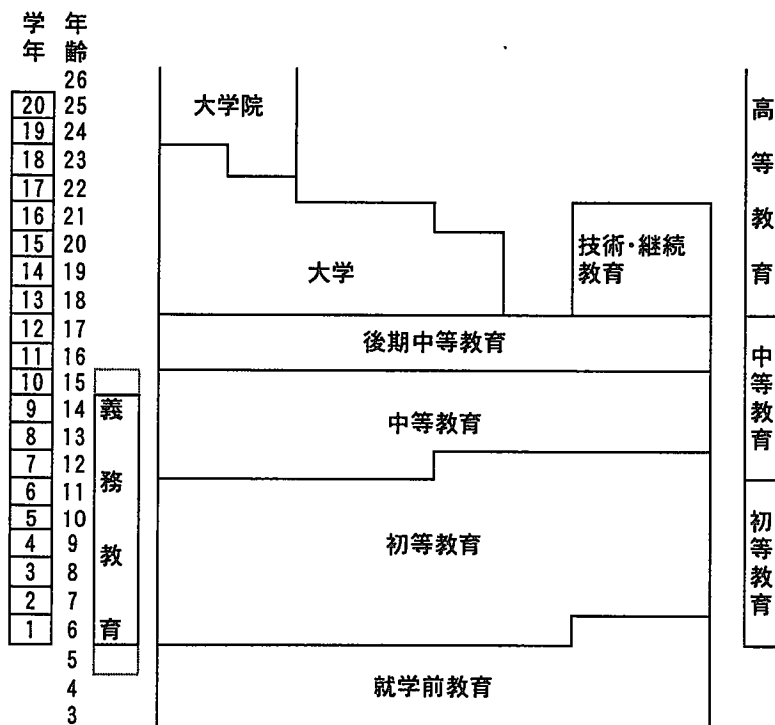 学年 年齢
26
20 25
19 24
18 23
17 22
16 21
15 20
14 19
13 18
12 17
11 16
10 15
9 14
8 13
7 12
6 11
5 10
4 9
3 8
2 7
1 6
5
4
3
義務教育
大学院
大学
技術・継続
教育
後期中等教育
中等教育
初等教育
就学前教育
高等教育
中等教育
初等教育